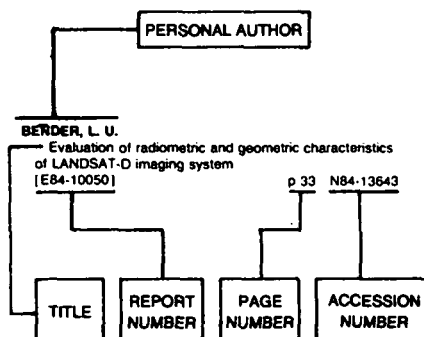 PERSONAL AUTHOR
BERDER, L. U.
Evaluation of radiometric and geometric characteristics
of LANDSAT-D imaging system
[E84-10050] p 33 N84-13643
TITLE
REPORT NUMBER
PAGE NUMBER
ACCESSION NUMBER